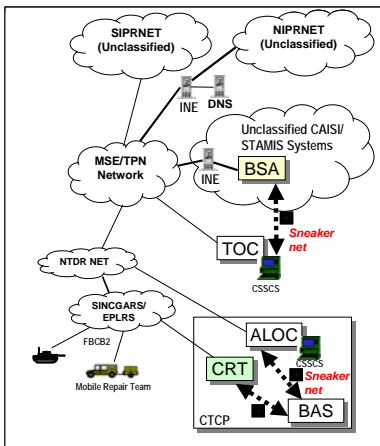 SIPRNET
(Unclassified)
NIPRNET
(Unclassified)
INE
DNS
Unclassified CAISI/
STAMIS Systems
MSE/TPN
Network
INE
BSA
Sneaker
net
TOC
CSSCS
NTDR NET
SINCGARS/
EPLRS
FBCB2
Mobile Repair Team
ALOC
CSSCS
CRT
Sneaker
net
BAS
CTCP